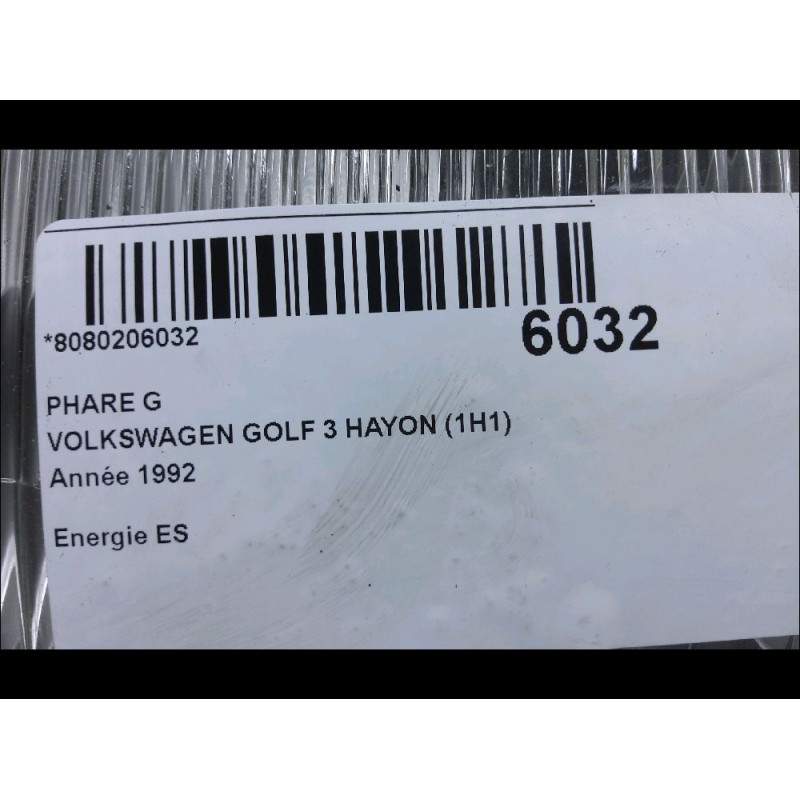 *8080206032
6032
PHARE G
VOLKSWAGEN GOLF 3 HAYON (1H1)
Année 1992
Energie ES